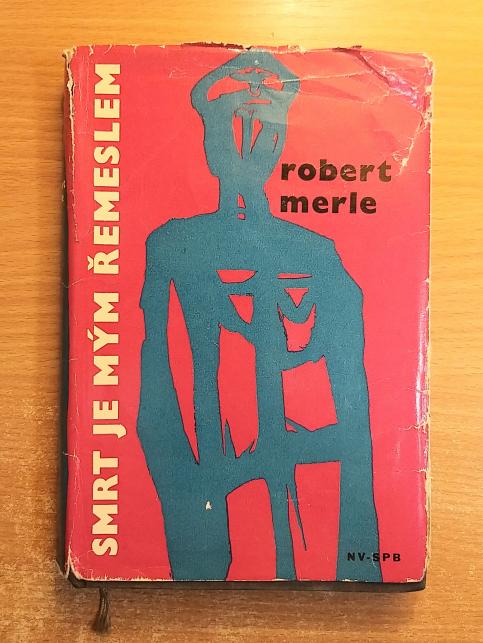 SMRT JE MÝM ŘEMESLEM
robert
merle
NV-SPB